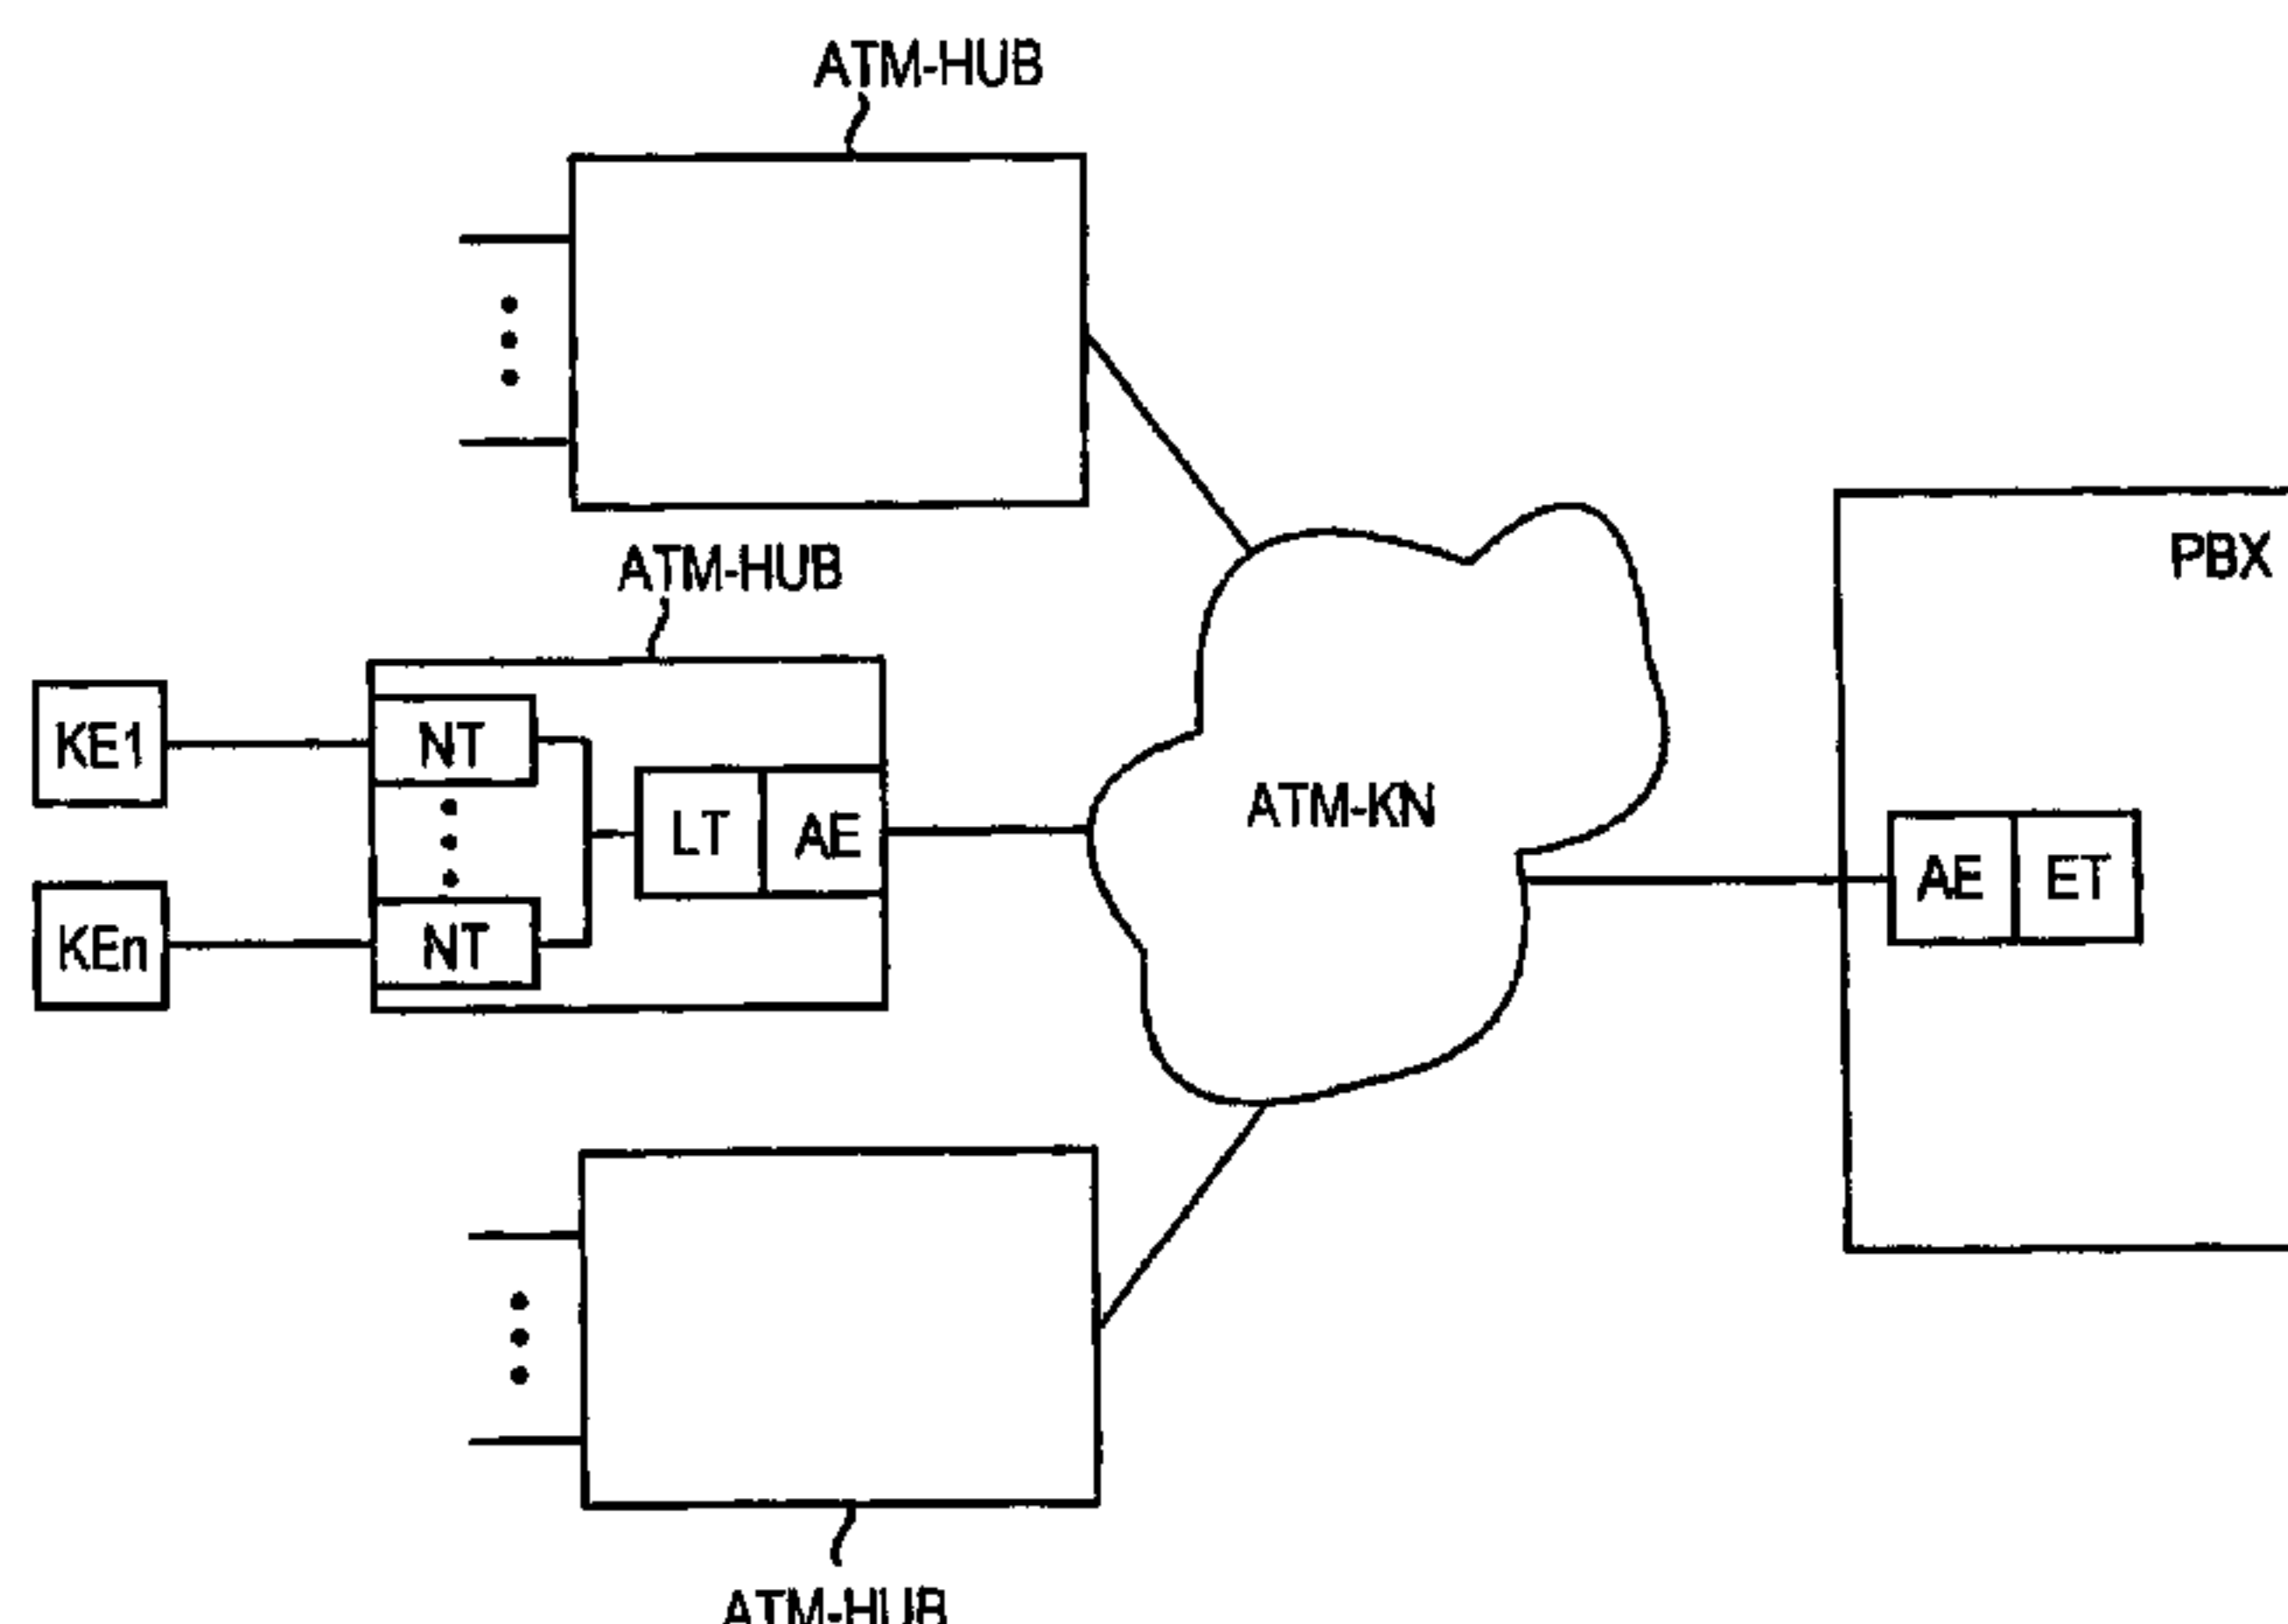 ATM-HUB
ATM-HUB
PBX
KE1
NT
LT
AE
ATM-KN
AE
ET
KEn
NT
ATM-HUB